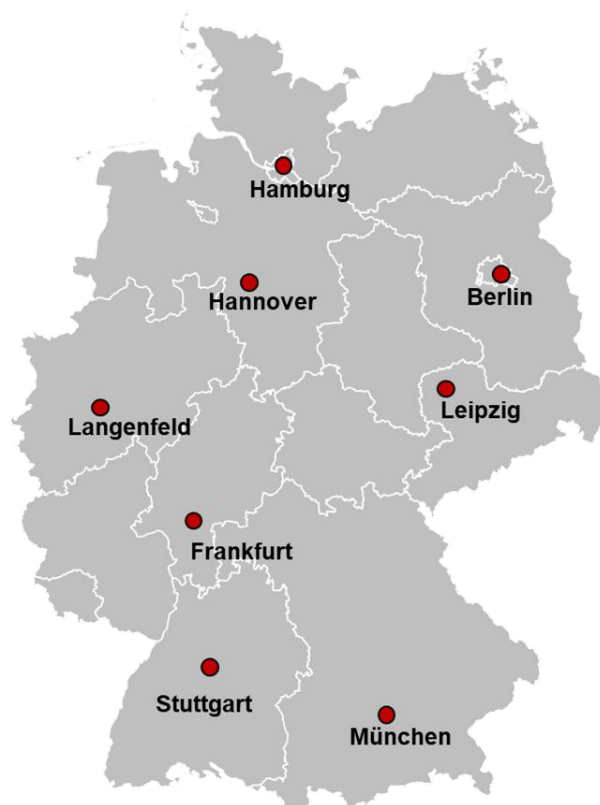 Hamburg
Hannover
Berlin
Langenfeld
Leipzig
Frankfurt
Stuttgart
München